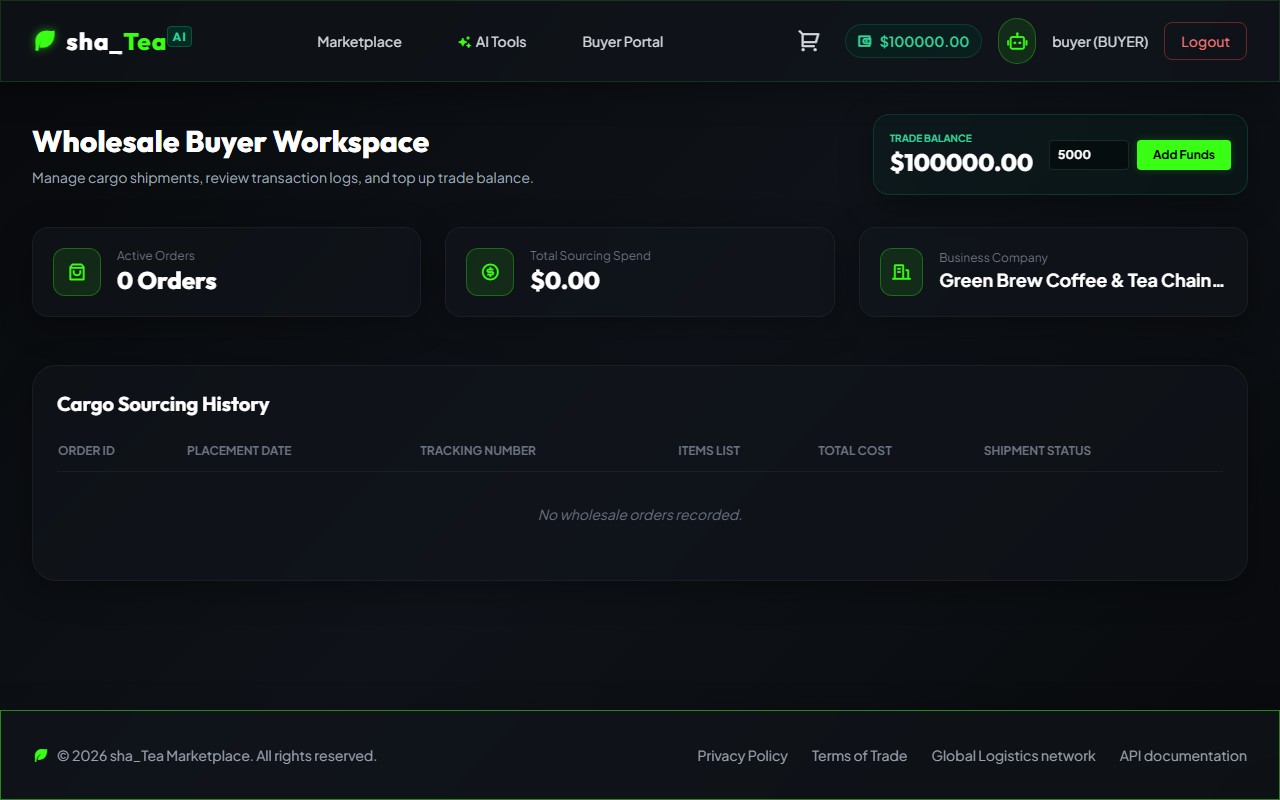 sha_Tea AI
Marketplace
AI Tools
Buyer Portal
$100000.00
buyer (BUYER)
Logout
Wholesale Buyer Workspace
Manage cargo shipments, review transaction logs, and top up trade balance.
TRADE BALANCE
$100000.00
5000
Add Funds
Active Orders
0 Orders
Total Sourcing Spend
$0.00
Business Company
Green Brew Coffee & Tea Chain...
Cargo Sourcing History
ORDER ID PLACEMENT DATE TRACKING NUMBER ITEMS LIST TOTAL COST SHIPMENT STATUS
No wholesale orders recorded.
© 2026 sha_Tea Marketplace. All rights reserved.
Privacy Policy Terms of Trade Global Logistics network API documentation